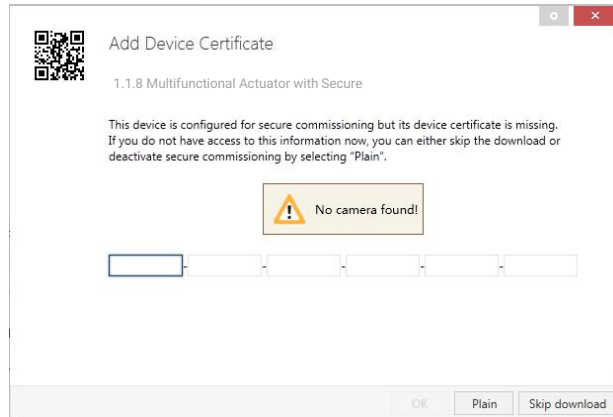 Add Device Certificate
1.1.8 Multifunctional Actuator with Secure
This device is configured for secure commissioning but its device certificate is missing.
If you do not have access to this information now, you can either skip the download or
deactivate secure commissioning by selecting "Plain".
No camera found!
- - - - -
OK Plain Skip download